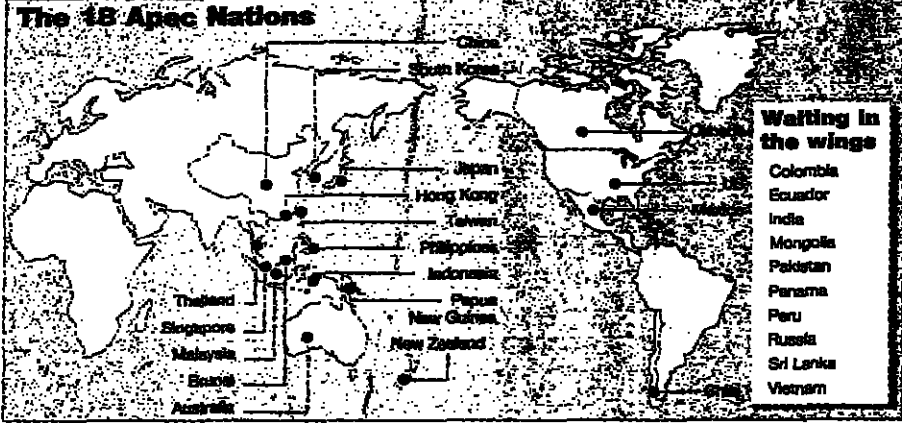 The 18 Apec Nations
China
South Korea
Japan
Hong Kong
Taiwan
Philippines
Indonesia
Papua
New Guinea
New Zealand
Thailand
Singapore
Malaysia
Brunei
Australia
Canada
US
Mexico
Chile
Waiting in
the wings
Colombia
Ecuador
India
Mongolia
Pakistan
Panama
Peru
Russia
Sri Lanka
Vietnam